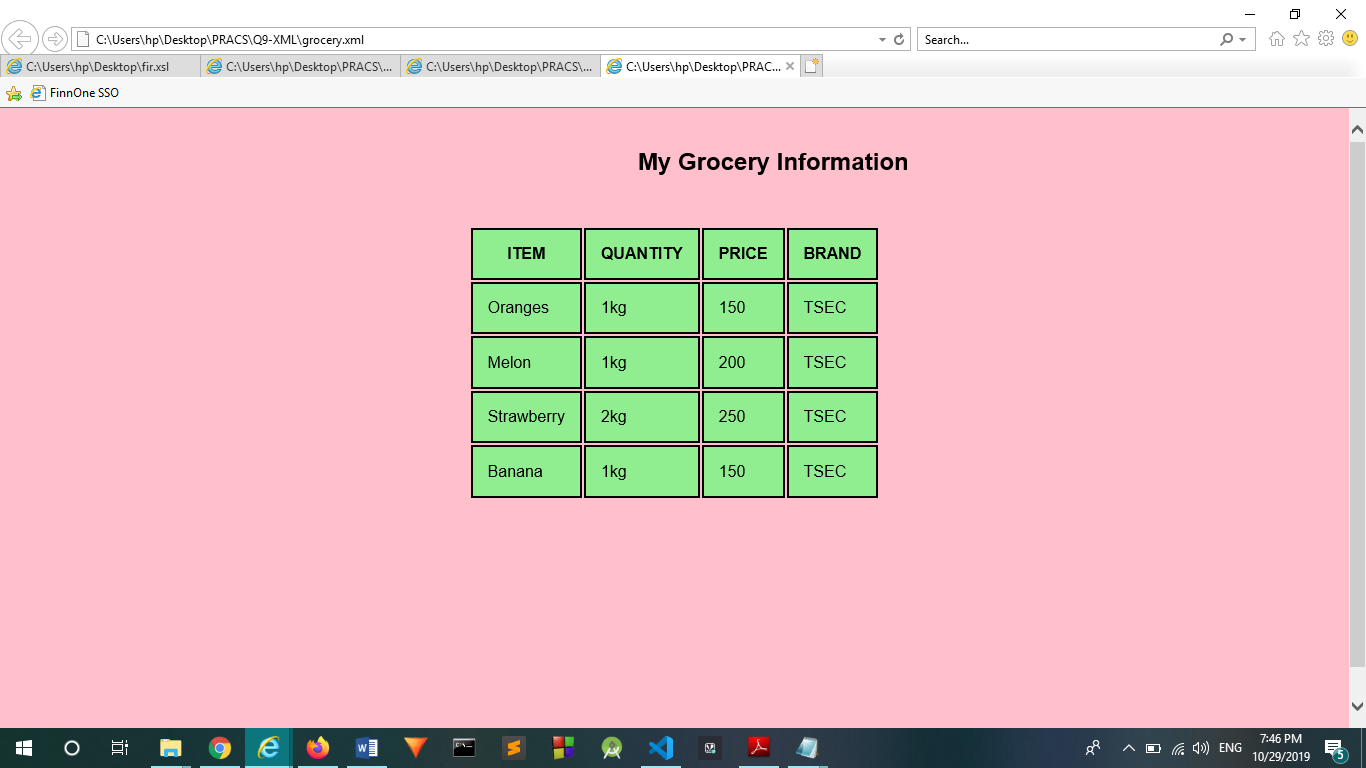 C:\Users\hp\Desktop\PRACS\Q9-XML\grocery.xml
Search...
C:\Users\hp\Desktop\fir.xsl
C:\Users\hp\Desktop\PRACS\...
C:\Users\hp\Desktop\PRACS\...
C:\Users\hp\Desktop\PRAC...
FinnOne SSO
My Grocery Information
ITEM QUANTITY PRICE BRAND
Oranges 1kg 150 TSEC
Melon 1kg 200 TSEC
Strawberry 2kg 250 TSEC
Banana 1kg 150 TSEC
ENG
7:46 PM
10/29/2019
5